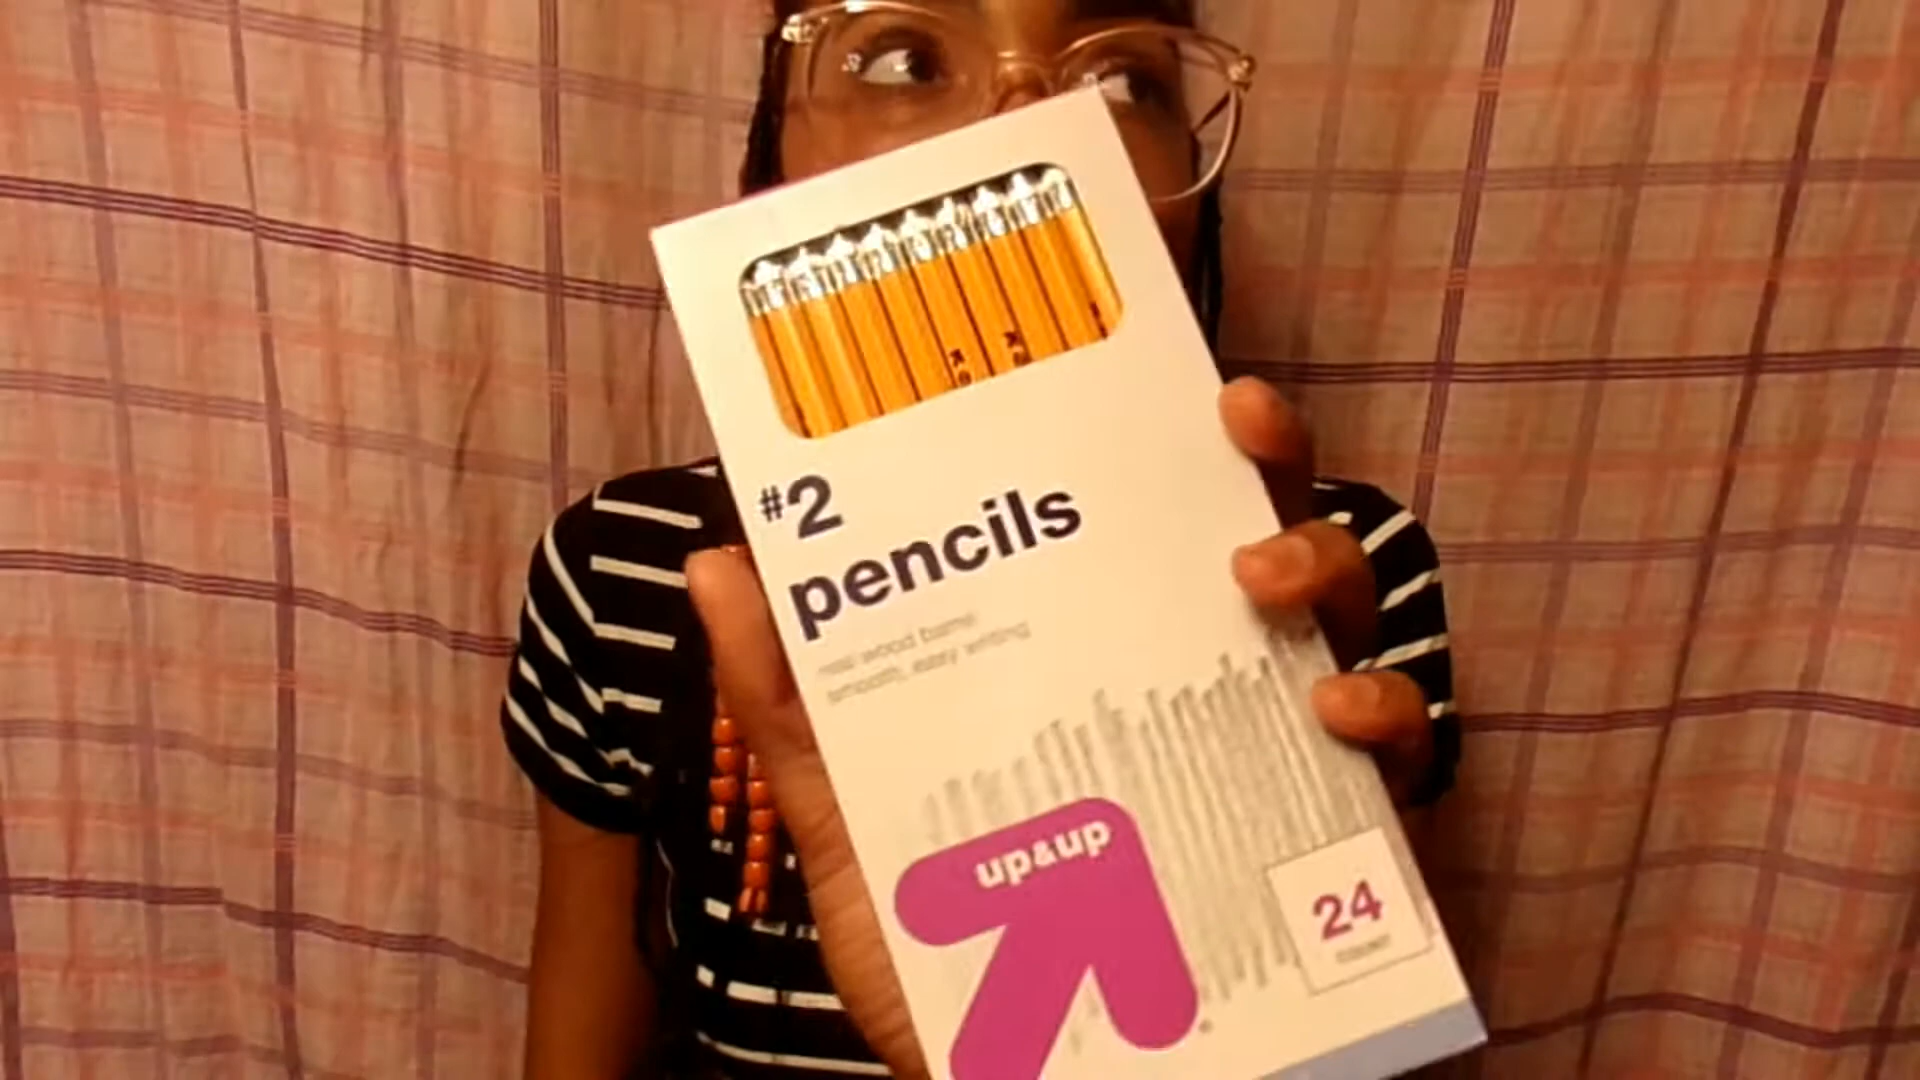 #2
pencils
real wood barrel
smooth, easy writing
up&up
24
COUNT